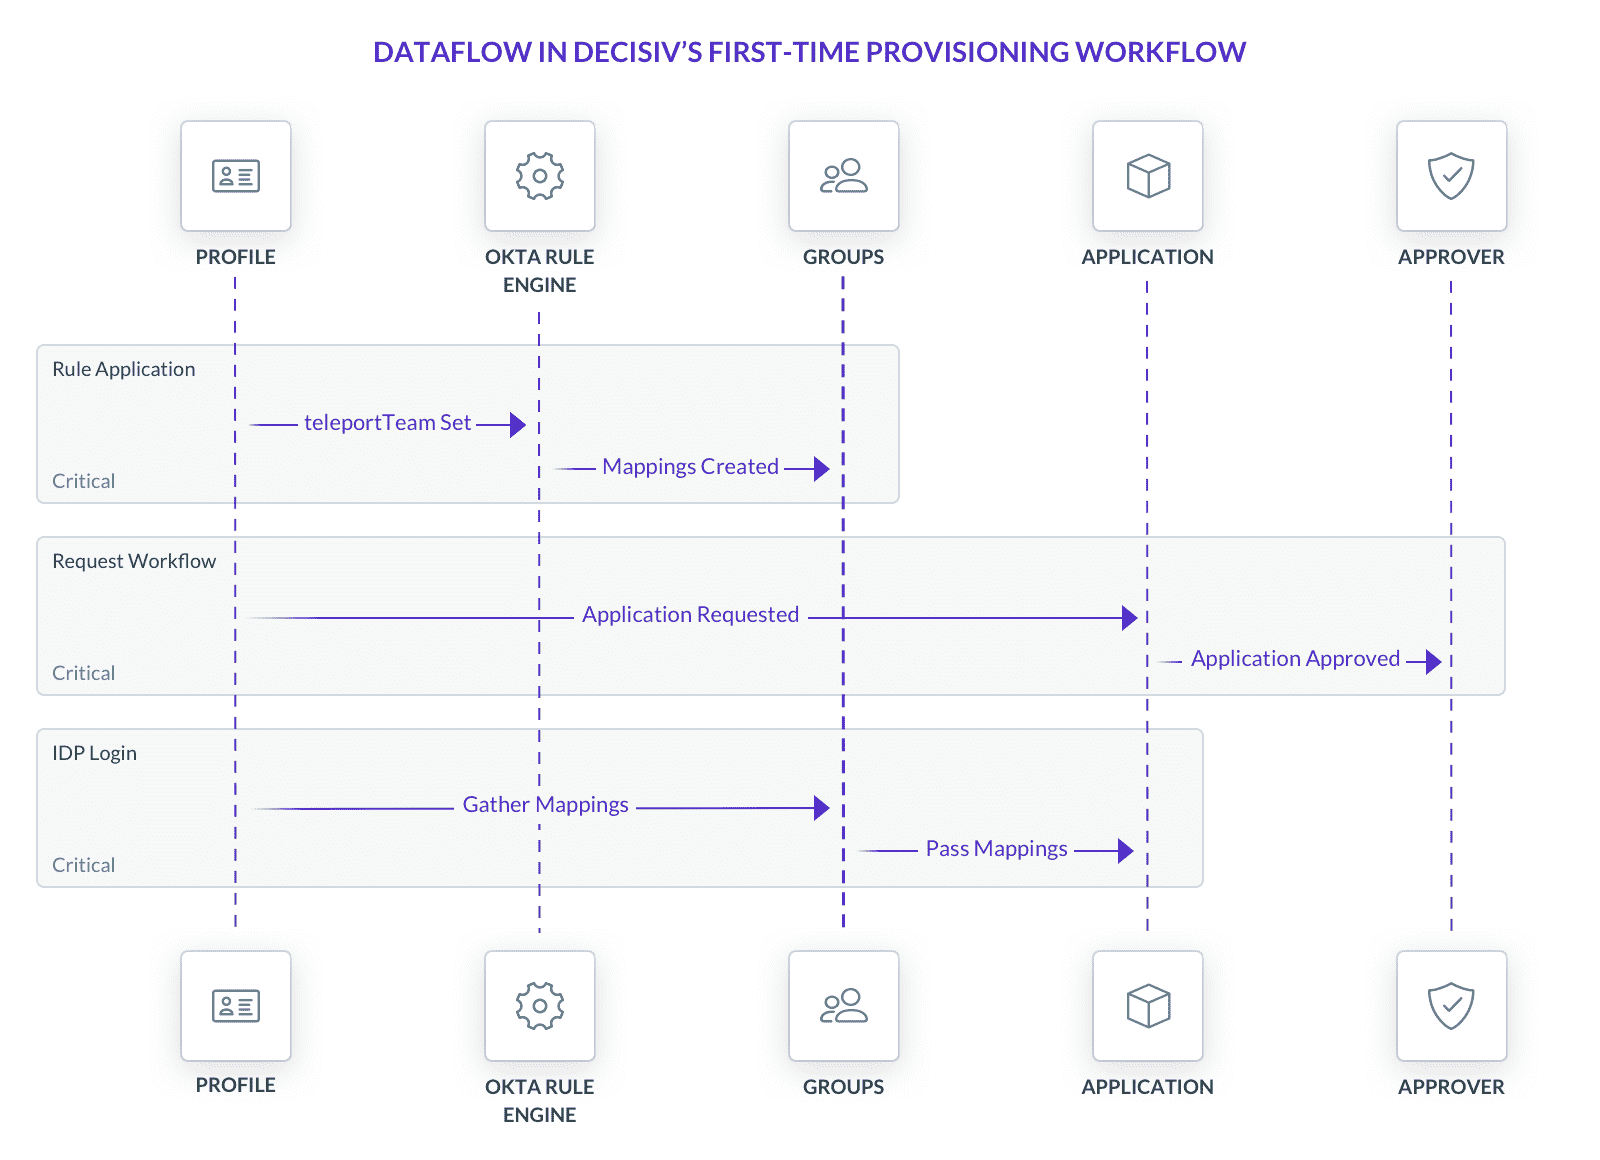 DATAFLOW IN DECISIV’S FIRST-TIME PROVISIONING WORKFLOW
PROFILE
OKTA RULE
ENGINE
GROUPS
APPLICATION
APPROVER
Rule Application
teleportTeam Set
Mappings Created
Critical
Request Workflow
Application Requested
Application Approved
Critical
IDP Login
Gather Mappings
Pass Mappings
Critical
PROFILE
OKTA RULE
ENGINE
GROUPS
APPLICATION
APPROVER